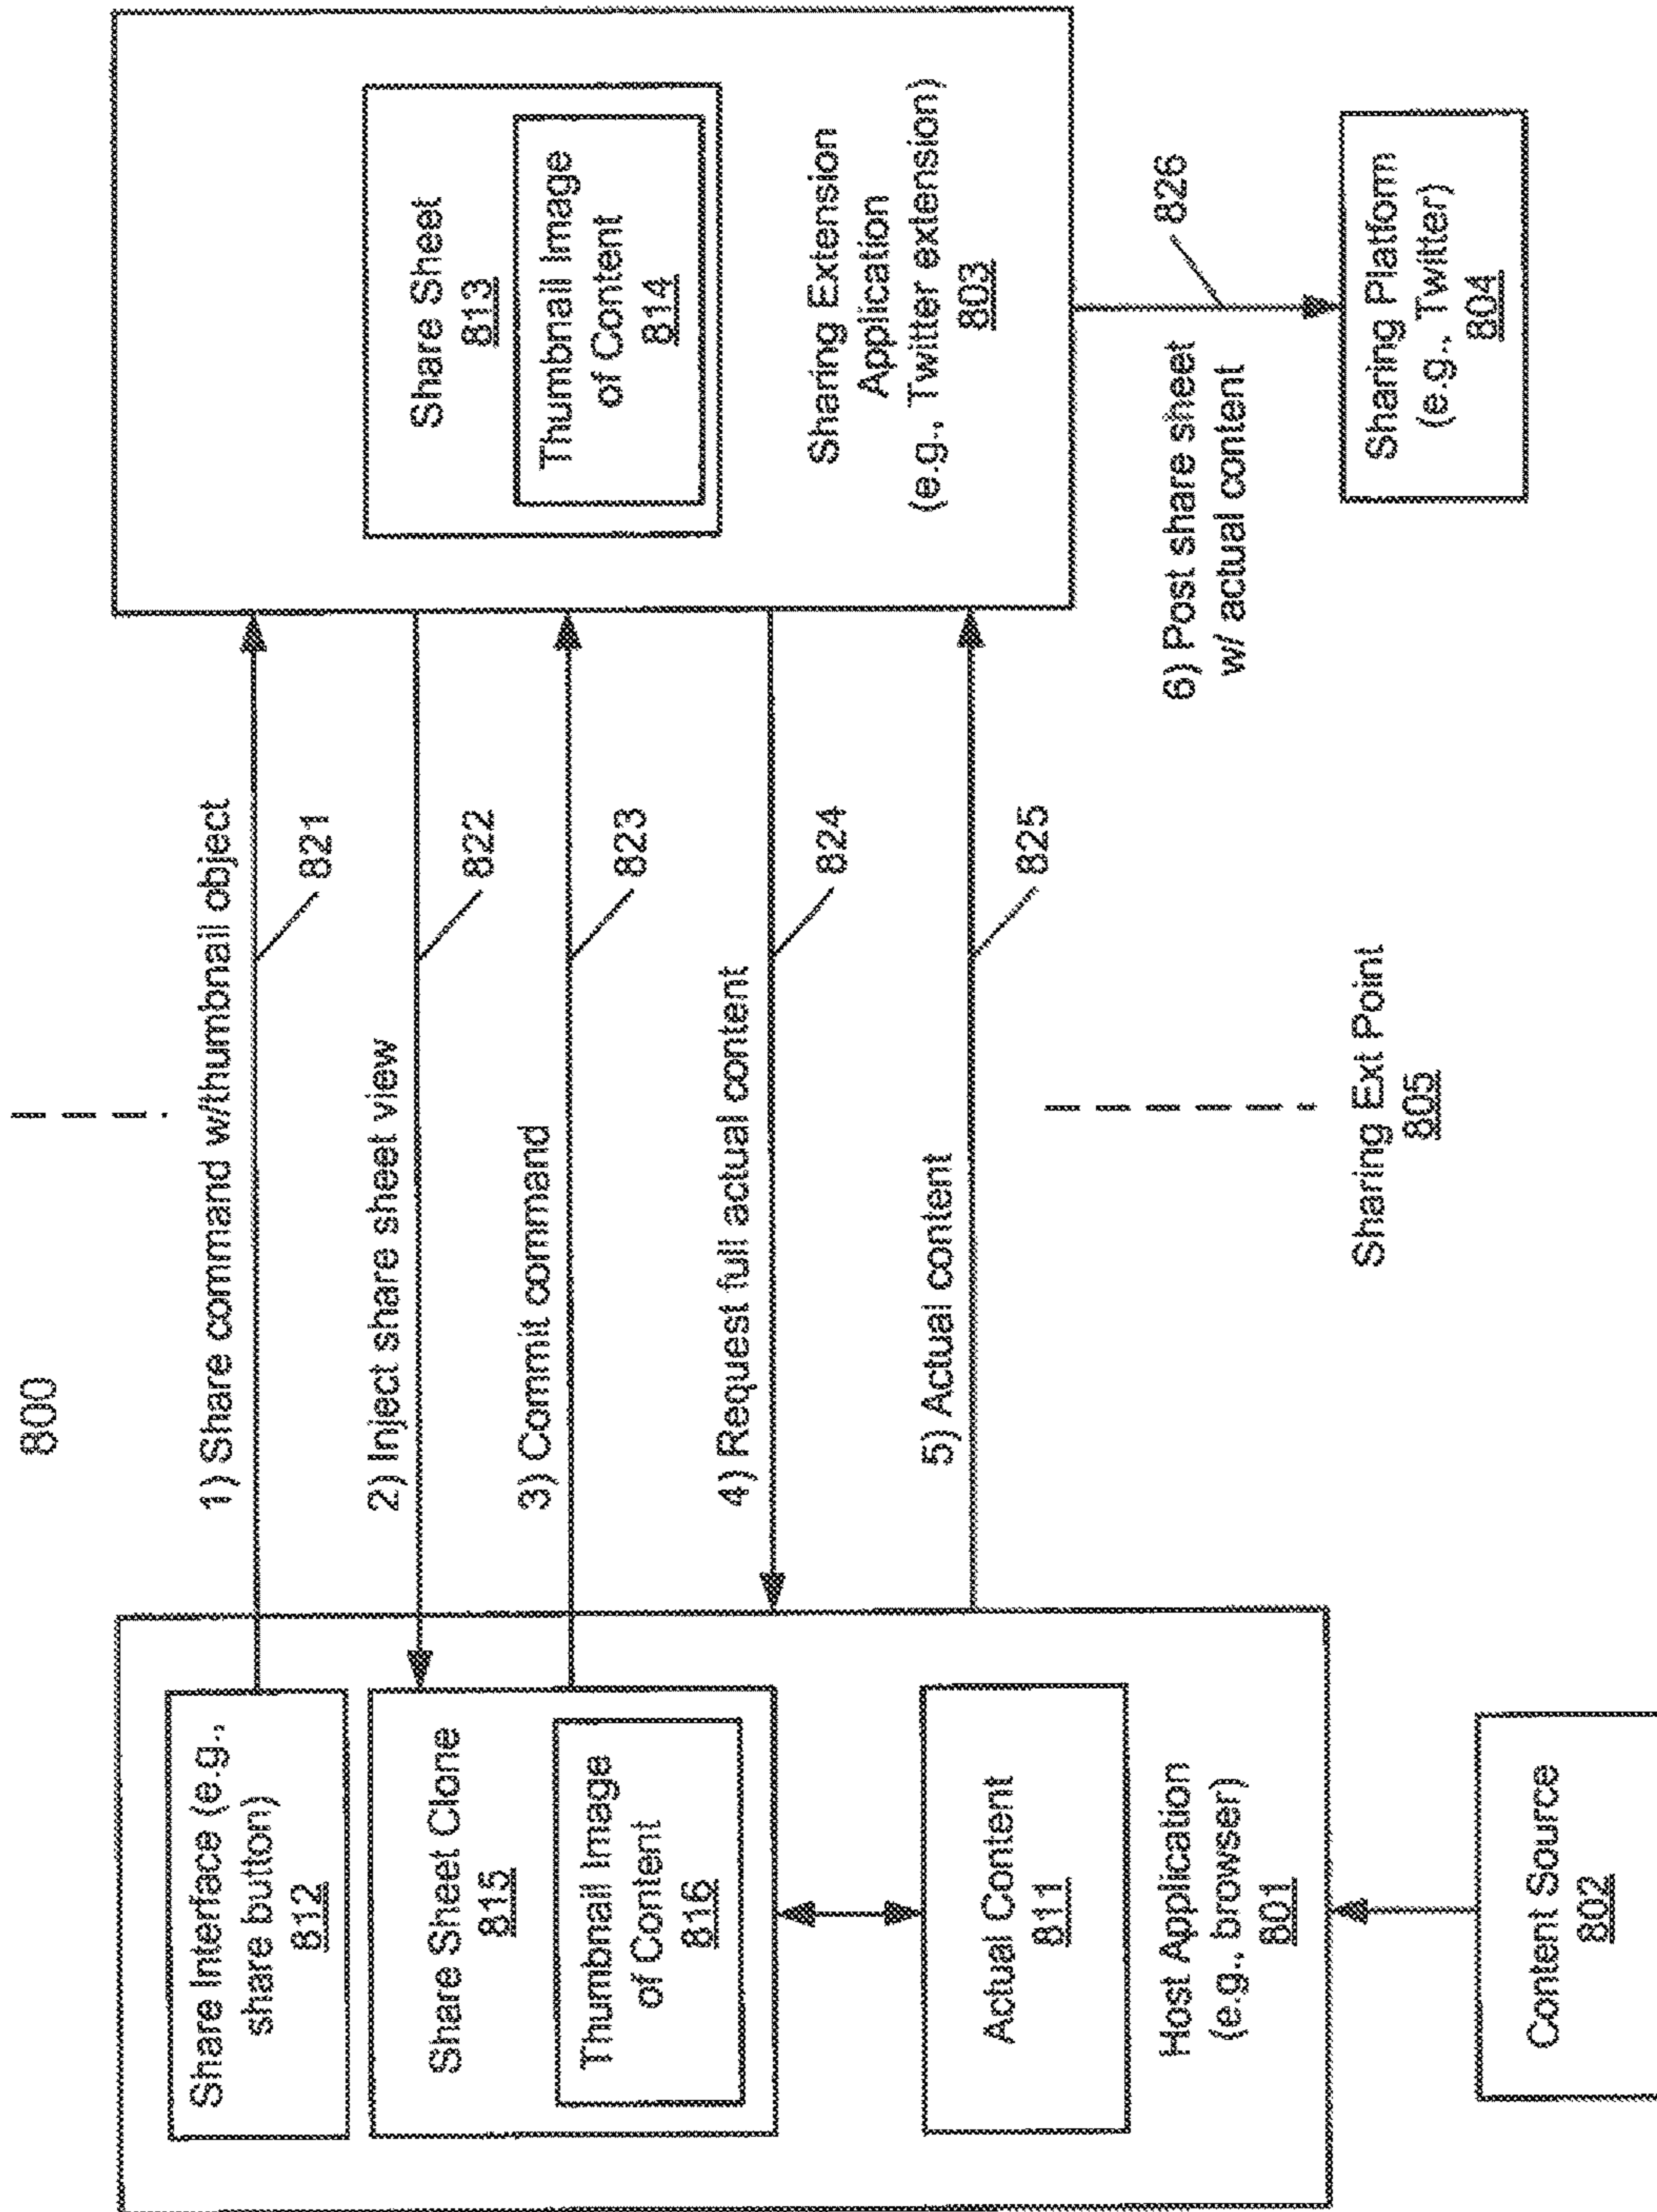 800
Share Interface (e.g.,
share button)
812
Share Sheet Clone
815
Thumbnail Image
of Content
816
Actual Content
811
Host Application
(e.g., browser)
801
Content Source
802
1) Share command w/thumbnail object
821
2) Inject share sheet view
822
3) Commit command
823
4) Request full actual content
824
5) Actual content
825
Sharing Ext Point
805
Share Sheet
813
Thumbnail Image
of Content
814
Sharing Extension
Application
(e.g., Twitter extension)
803
6) Post share sheet
w/ actual content
826
Sharing Platform
(e.g., Twitter)
804